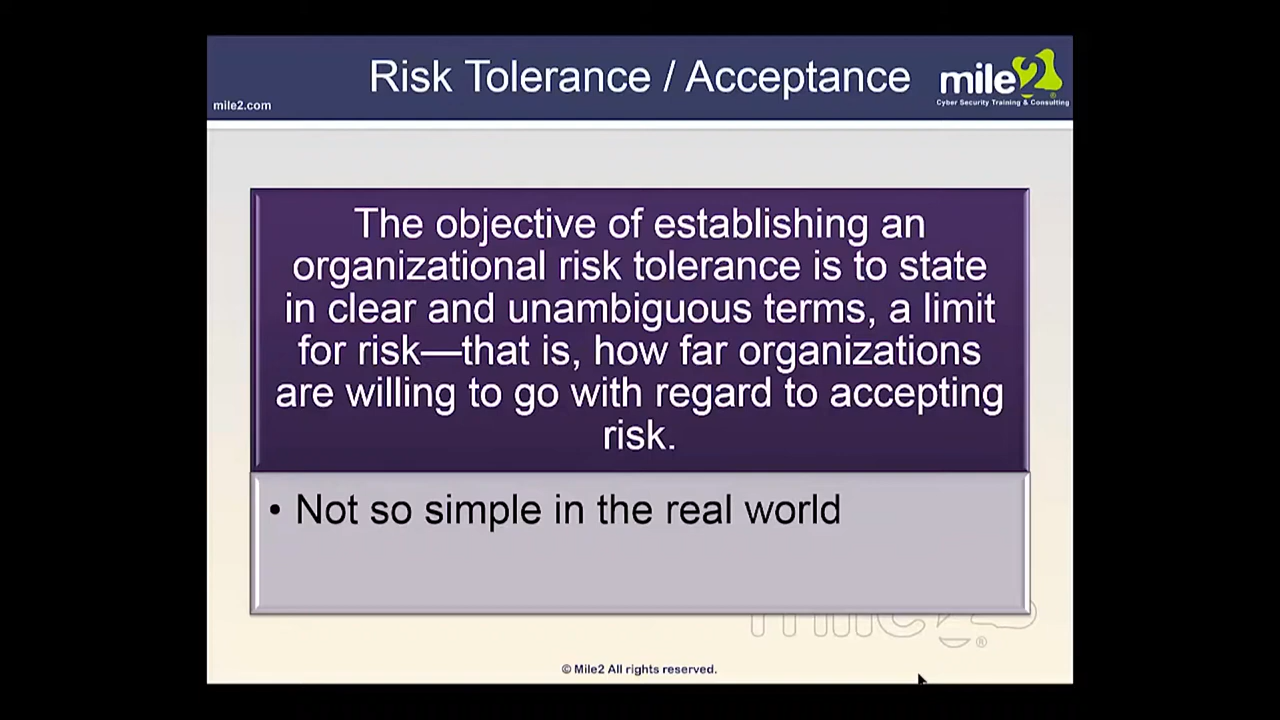 Risk Tolerance / Acceptance
mile2
Cyber Security Training & Consulting
mile2.com
The objective of establishing an
organizational risk tolerance is to state
in clear and unambiguous terms, a limit
for risk—that is, how far organizations
are willing to go with regard to accepting
risk.
• Not so simple in the real world
mile2®
© Mile2 All rights reserved.